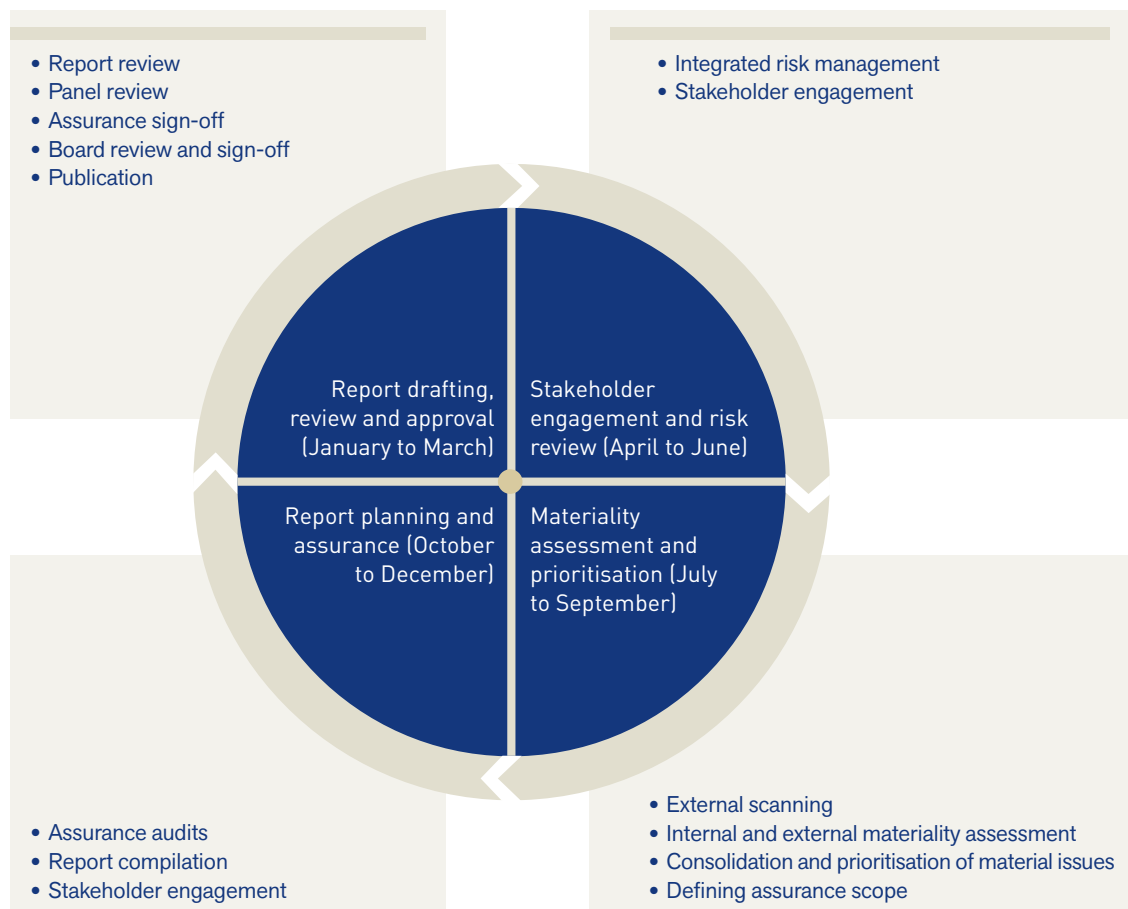 • Report review
• Panel review
• Assurance sign-off
• Board review and sign-off
• Publication
• Integrated risk management
• Stakeholder engagement
Report drafting,
review and approval
(January to March)
Stakeholder
engagement and risk
review (April to June)
Report planning and
assurance (October
to December)
Materiality
assessment and
prioritisation (July
to September)
• Assurance audits
• Report compilation
• Stakeholder engagement
• External scanning
• Internal and external materiality assessment
• Consolidation and prioritisation of material issues
• Defining assurance scope